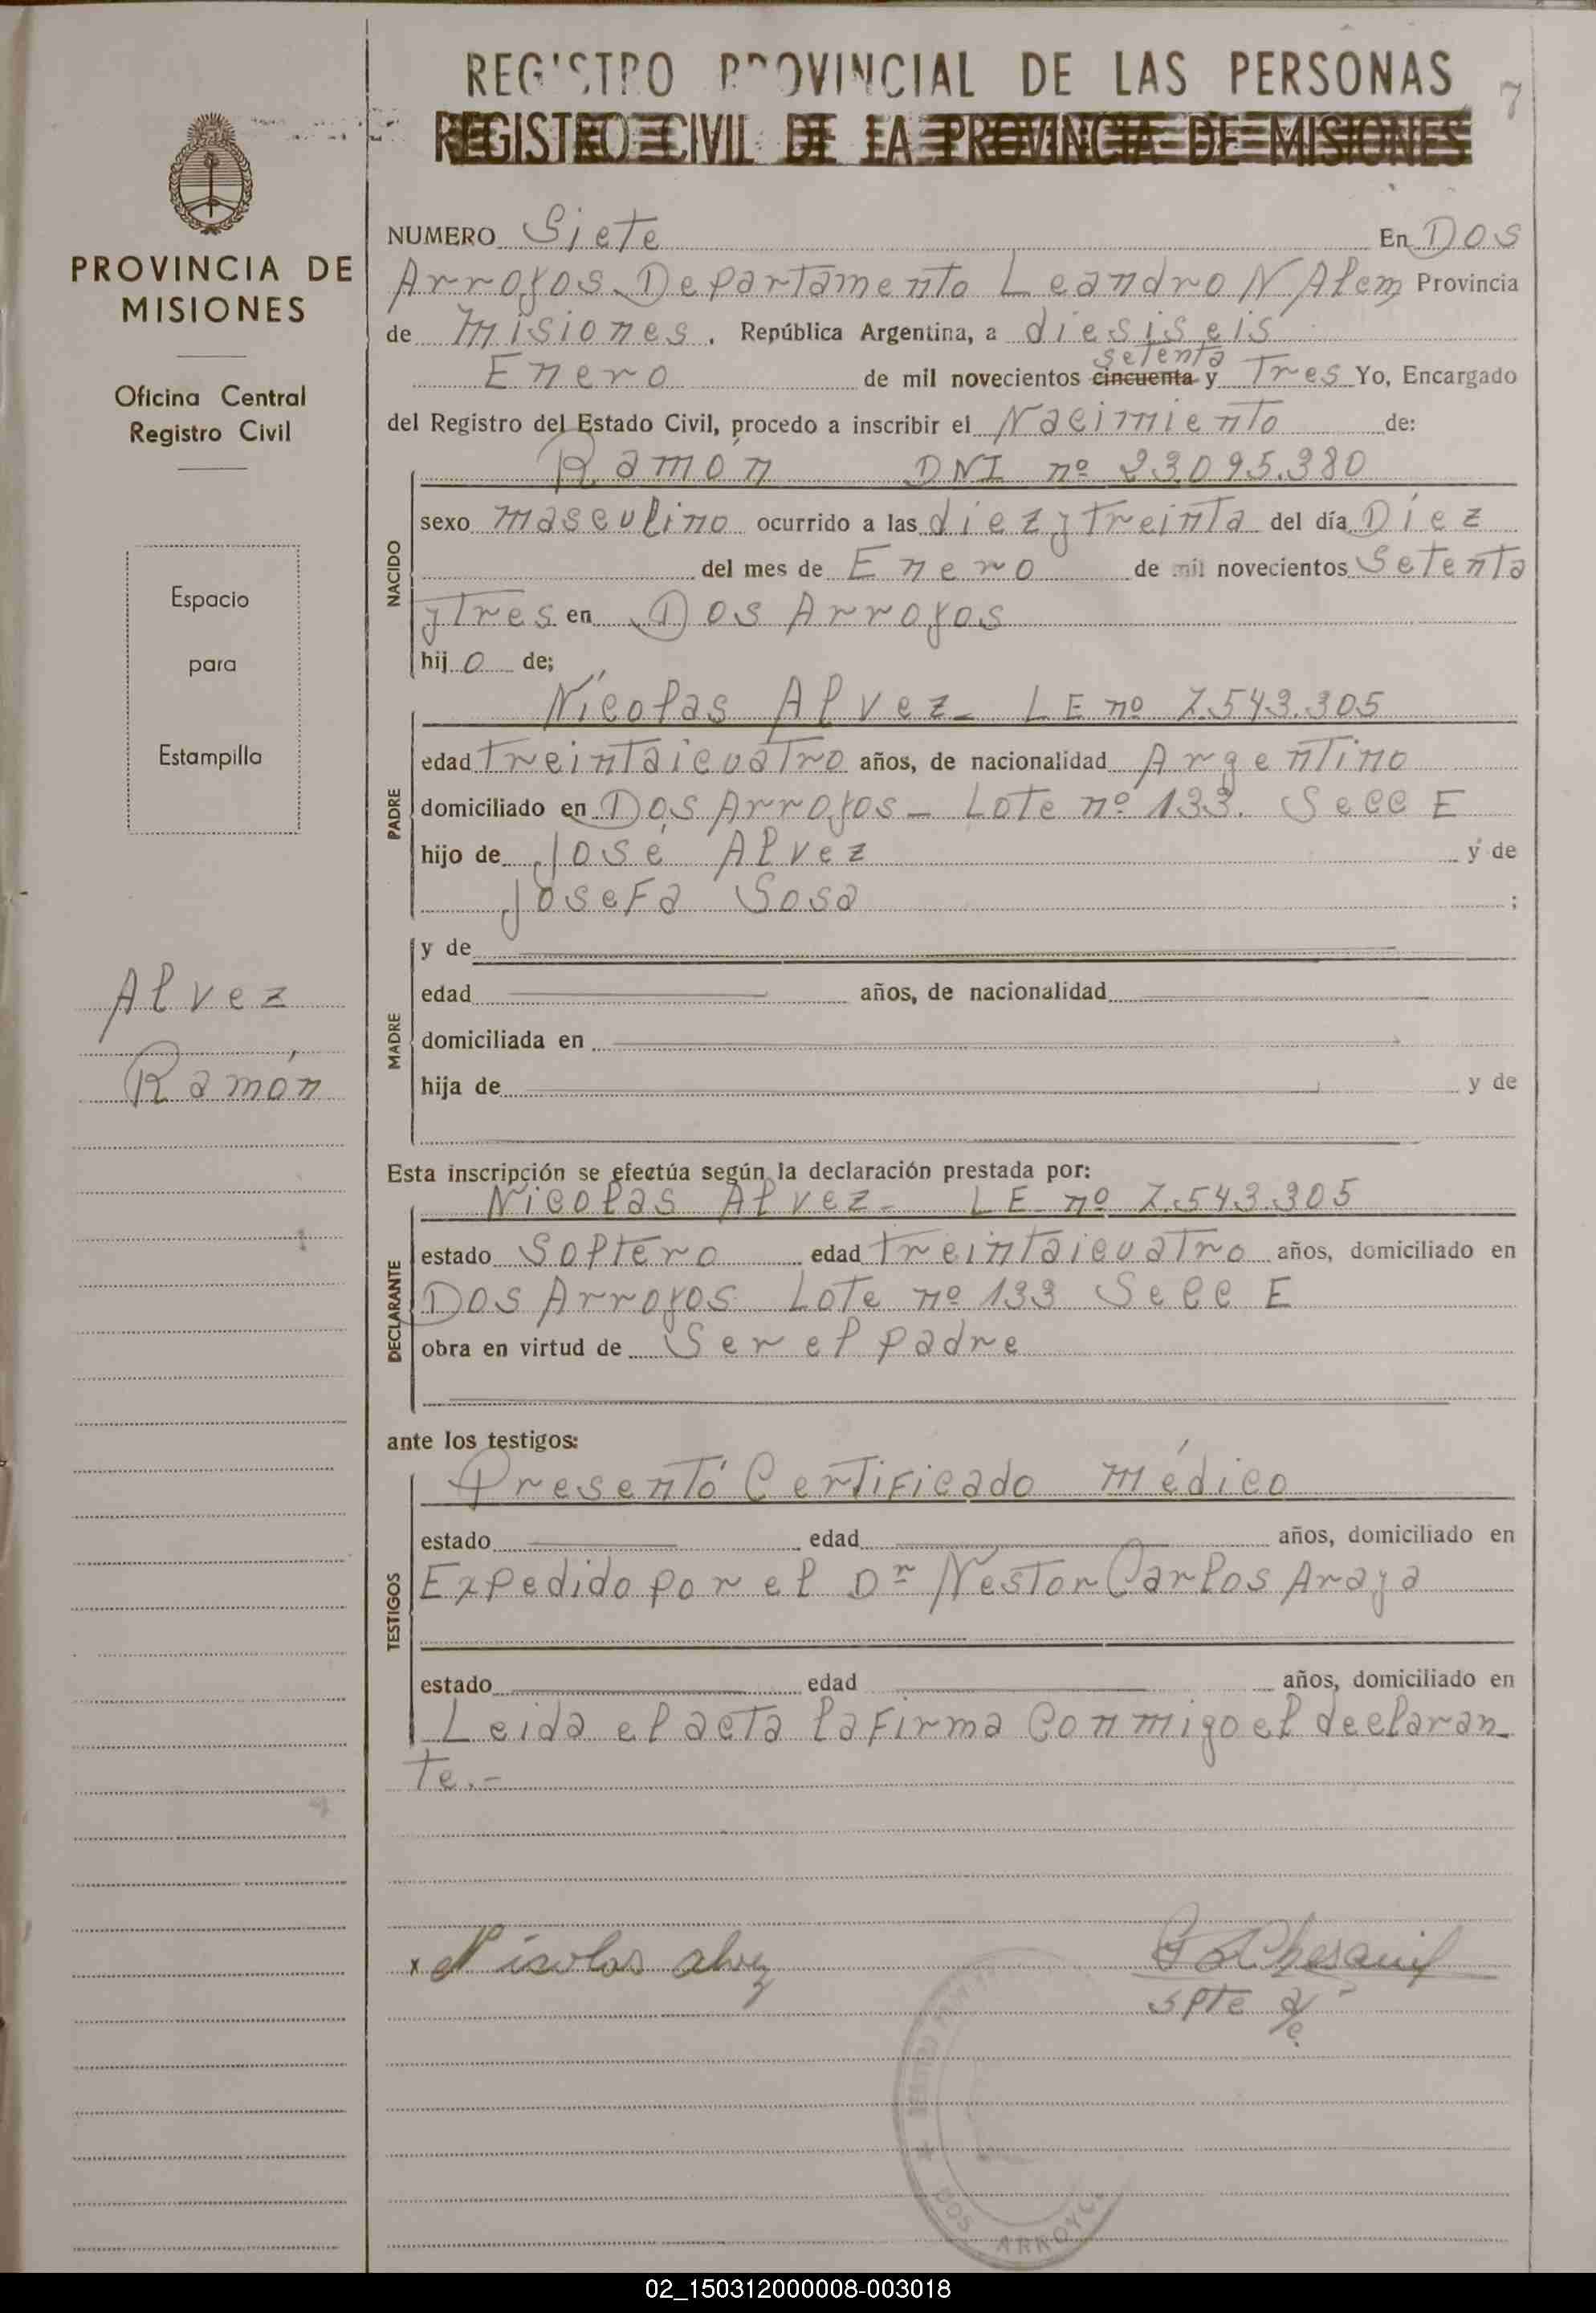 REGISTRO PROVINCIAL DE LAS PERSONAS
7
REGISTRO CIVIL DE LA PROVINCIA DE MISIONES
PROVINCIA DE
MISIONES
Oficina Central
Registro Civil
Espacio
para
Estampilla
Alvez
Ramón
NUMERO Siete En Dos
Arroyos Departamento Leandro N Alem Provincia
de Misiones. República Argentina, a diesiseis
setenta
Enero de mil novecientos cincuenta y Tres Yo, Encargado
del Registro del Estado Civil, procedo a inscribir el Nacimiento de:
Ramón DNI nº 23.095.380
NACIDO
sexo masculino ocurrido a las diez y treinta del día Díez
del mes de Enero de mil novecientos Setenta
y tres en Dos Arroyos
hijo de;
Nícolas Alvez - LE nº 7.543.305
PADRE
edad treintaicuatro años, de nacionalidad Argentino
domiciliado en Dos Arroyos - Lote nº 133. Secc E
hijo de José Alvez y de
Josefa Sosa ;
MADRE
y de
edad años, de nacionalidad
domiciliada en
hija de y de
Esta inscripción se efectúa según la declaración prestada por:
Nicolas Alvez - LE nº 7.543.305
DECLARANTE
estado Soltero edad treintaicuatro años, domiciliado en
Dos Arroyos Lote nº 133 Secc E
obra en virtud de Ser el padre
ante los testigos:
Presentó Certificado médico
TESTIGOS
estado edad años, domiciliado en
Expedido por el Dr Nestor Carlos Araya
estado edad años, domiciliado en
Leida el acta la firma conmigo el declaran
te.-
x Nicolas alvez
spte a/c
DOS ARROYOS
02_150312000008-003018